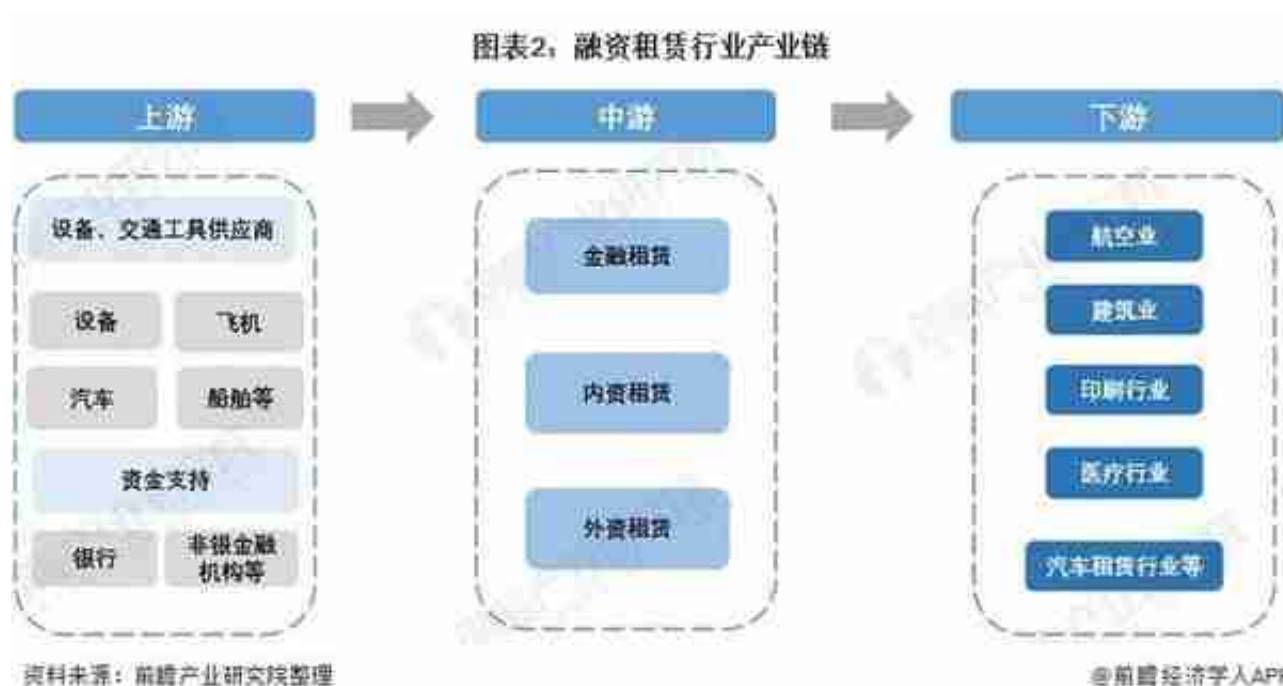 图表2：融资租赁行业产业链
上游
中游
下游
设备、交通工具供应商
设备
飞机
汽车
船舶等
资金支持
银行
非银金融
机构等
金融租赁
内资租赁
外资租赁
航空业
建筑业
印刷行业
医疗行业
汽车租赁行业等
资料来源：前瞻产业研究院整理
@前瞻经济学人APP